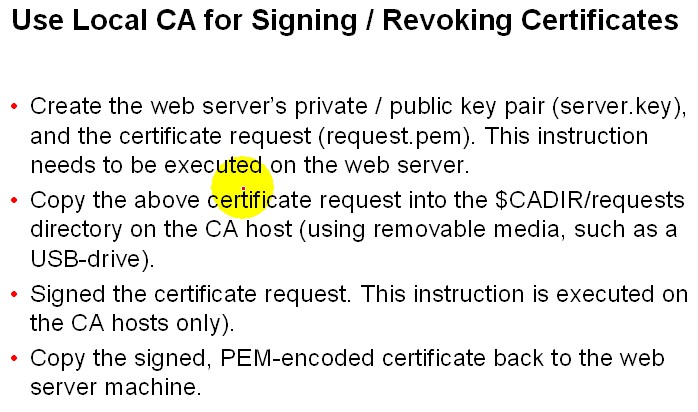 Use Local CA for Signing / Revoking Certificates
• Create the web server's private / public key pair (server.key),
and the certificate request (request.pem). This instruction
needs to be executed on the web server.
• Copy the above certificate request into the $CADIR/requests
directory on the CA host (using removable media, such as a
USB-drive).
• Signed the certificate request. This instruction is executed on
the CA hosts only).
• Copy the signed, PEM-encoded certificate back to the web
server machine.